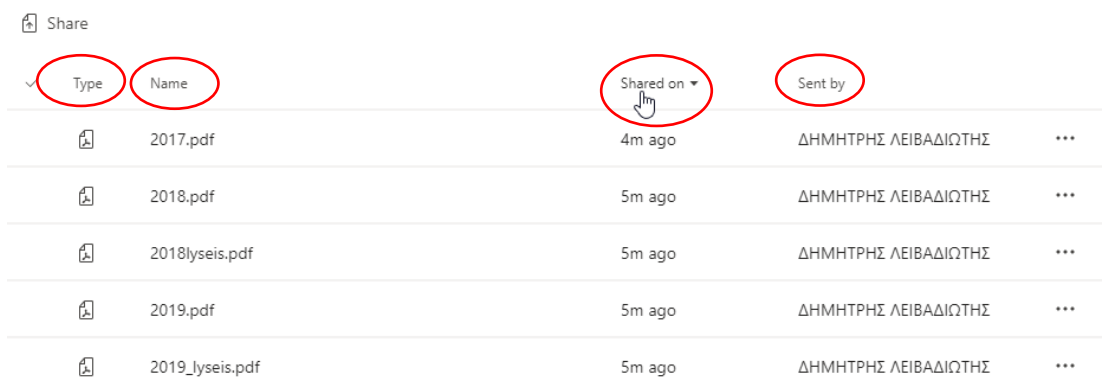 Share
Type Name Shared on Sent by
2017.pdf 4m ago ΔΗΜΗΤΡΗΣ ΛΕΙΒΑΔΙΩΤΗΣ
2018.pdf 5m ago ΔΗΜΗΤΡΗΣ ΛΕΙΒΑΔΙΩΤΗΣ
2018lyseis.pdf 5m ago ΔΗΜΗΤΡΗΣ ΛΕΙΒΑΔΙΩΤΗΣ
2019.pdf 5m ago ΔΗΜΗΤΡΗΣ ΛΕΙΒΑΔΙΩΤΗΣ
2019_lyseis.pdf 5m ago ΔΗΜΗΤΡΗΣ ΛΕΙΒΑΔΙΩΤΗΣ